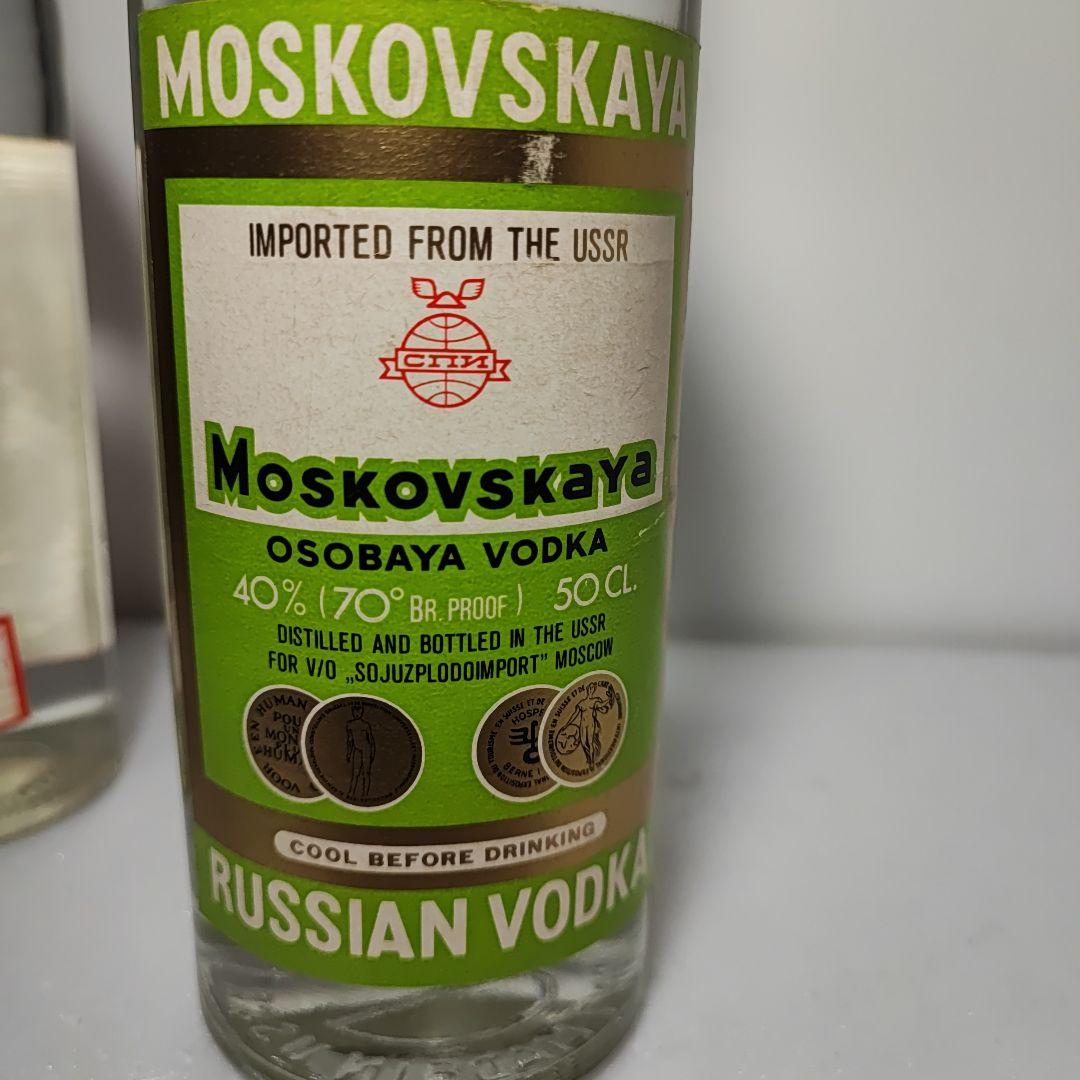 MOSKOVSKAYA
IMPORTED FROM THE USSR
СПИ
MOSKOVSKAYA
OSOBAYA VODKA
40% (70° BR. PROOF) 50 CL.
DISTILLED AND BOTTLED IN THE USSR
FOR V/O „SOJUZPLODOIMPORT" MOSCOW
COOL BEFORE DRINKING
RUSSIAN VODKA